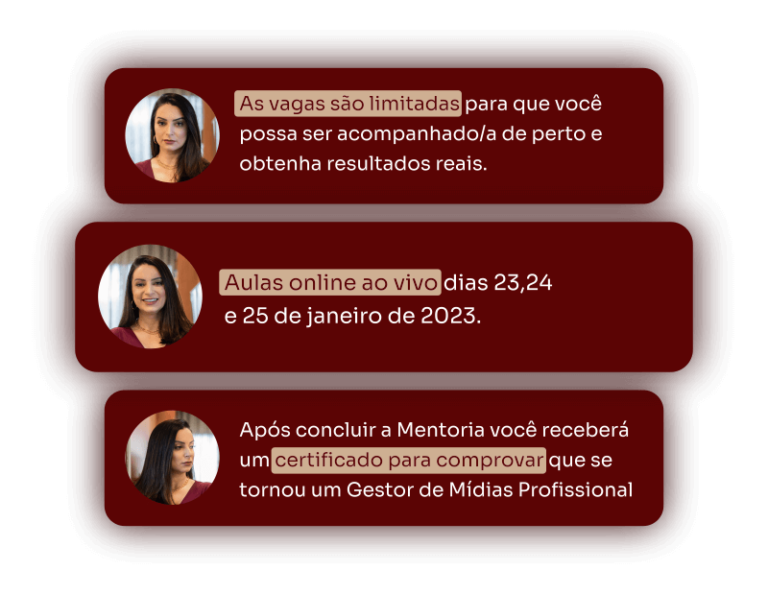 As vagas são limitadas para que você
possa ser acompanhado/a de perto e
obtenha resultados reais.
Aulas online ao vivo dias 23,24
e 25 de janeiro de 2023.
Após concluir a Mentoria você receberá
um certificado para comprovar que se
tornou um Gestor de Mídias Profissional